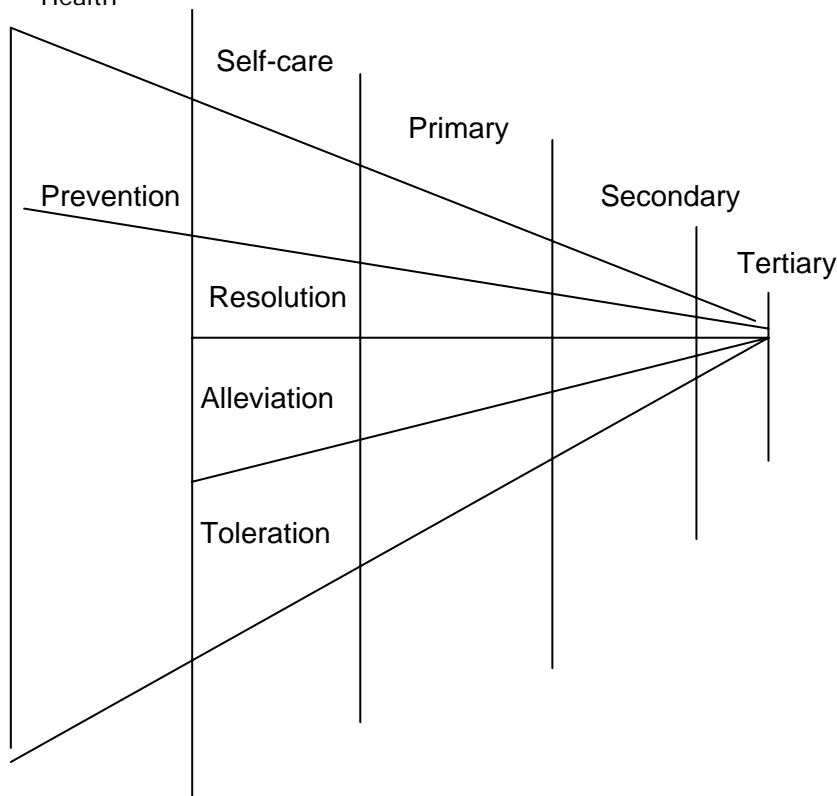 Health
Self-care
Primary
Prevention
Secondary
Tertiary
Resolution
Alleviation
Toleration